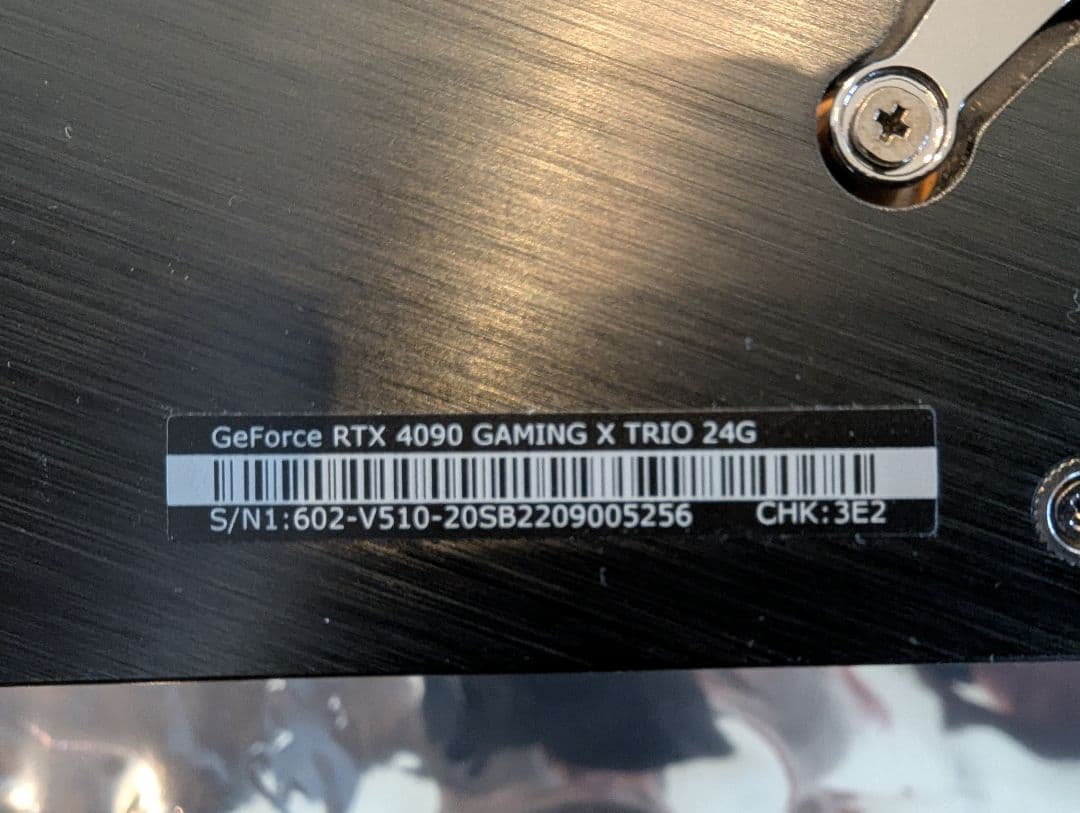 GeForce RTX 4090 GAMING X TRIO 24G
S/N1:602-V510-20SB2209005256 CHK:3E2